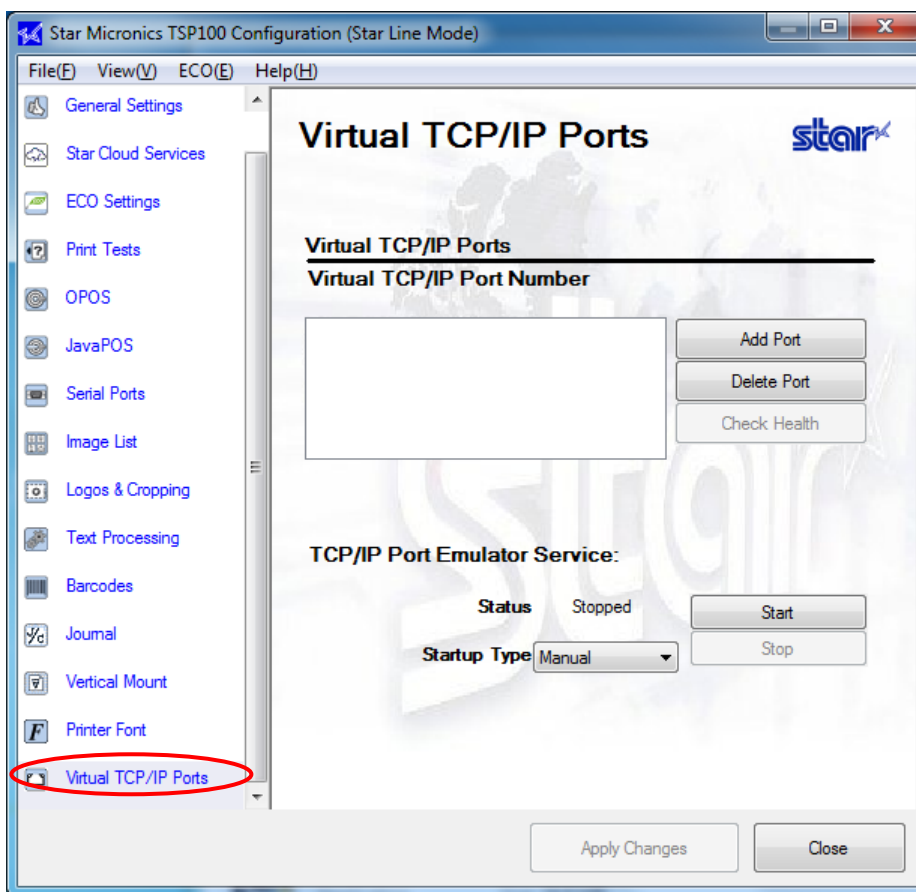 Star Micronics TSP100 Configuration (Star Line Mode)
File(F) View(V) ECO(E) Help(H)
General Settings
Star Cloud Services
ECO Settings
Print Tests
OPOS
JavaPOS
Serial Ports
Image List
Logos & Cropping
Text Processing
Barcodes
Journal
Vertical Mount
Printer Font
Virtual TCP/IP Ports
Virtual TCP/IP Ports
star
Virtual TCP/IP Ports
Virtual TCP/IP Port Number
Add Port
Delete Port
Check Health
star
TCP/IP Port Emulator Service:
Status Stopped
Start
Startup Type Manual
Stop
Apply Changes
Close